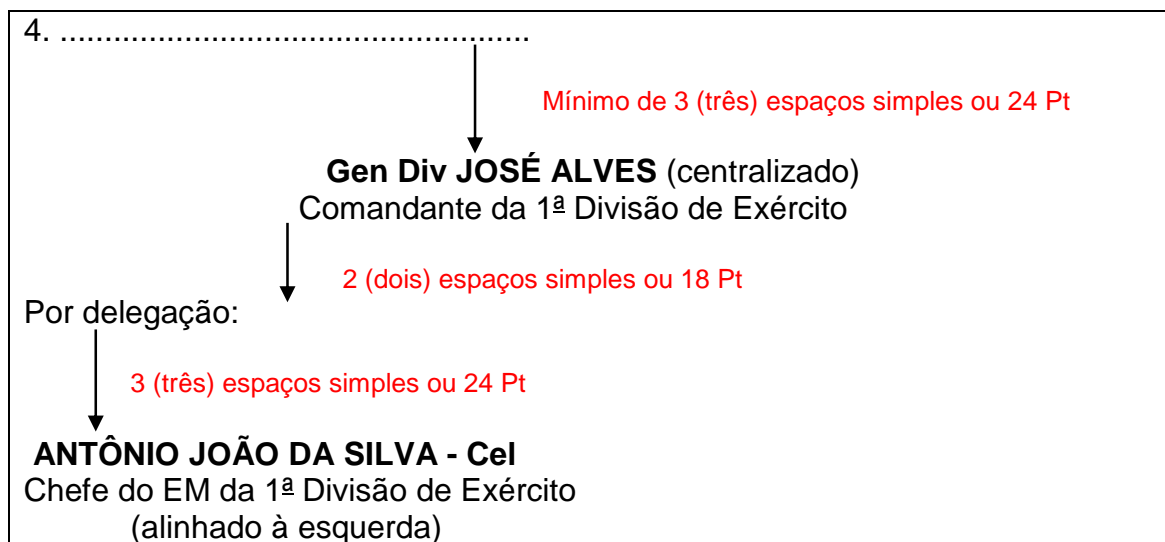 4. .....................................................
Mínimo de 3 (três) espaços simples ou 24 Pt
Gen Div JOSÉ ALVES (centralizado)
Comandante da 1ª Divisão de Exército
2 (dois) espaços simples ou 18 Pt
Por delegação:
3 (três) espaços simples ou 24 Pt
ANTÔNIO JOÃO DA SILVA - Cel
Chefe do EM da 1ª Divisão de Exército
(alinhado à esquerda)